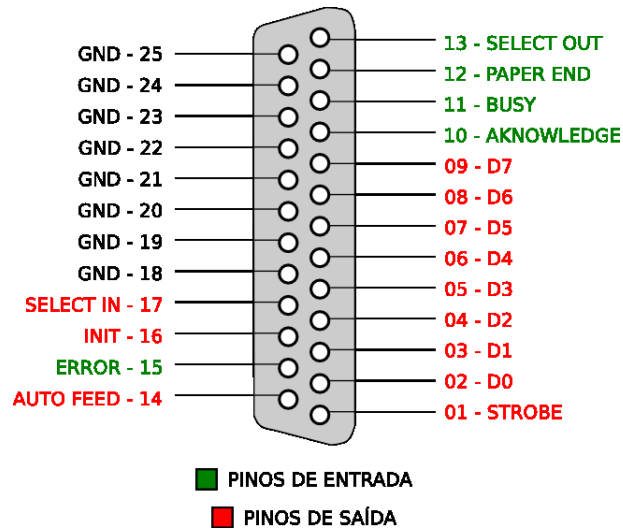 GND - 25
GND - 24
GND - 23
GND - 22
GND - 21
GND - 20
GND - 19
GND - 18
SELECT IN - 17
INIT - 16
ERROR - 15
AUTO FEED - 14
13 - SELECT OUT
12 - PAPER END
11 - BUSY
10 - AKNOWLEDGE
09 - D7
08 - D6
07 - D5
06 - D4
05 - D3
04 - D2
03 - D1
02 - D0
01 - STROBE
PINOS DE ENTRADA
PINOS DE SAÍDA